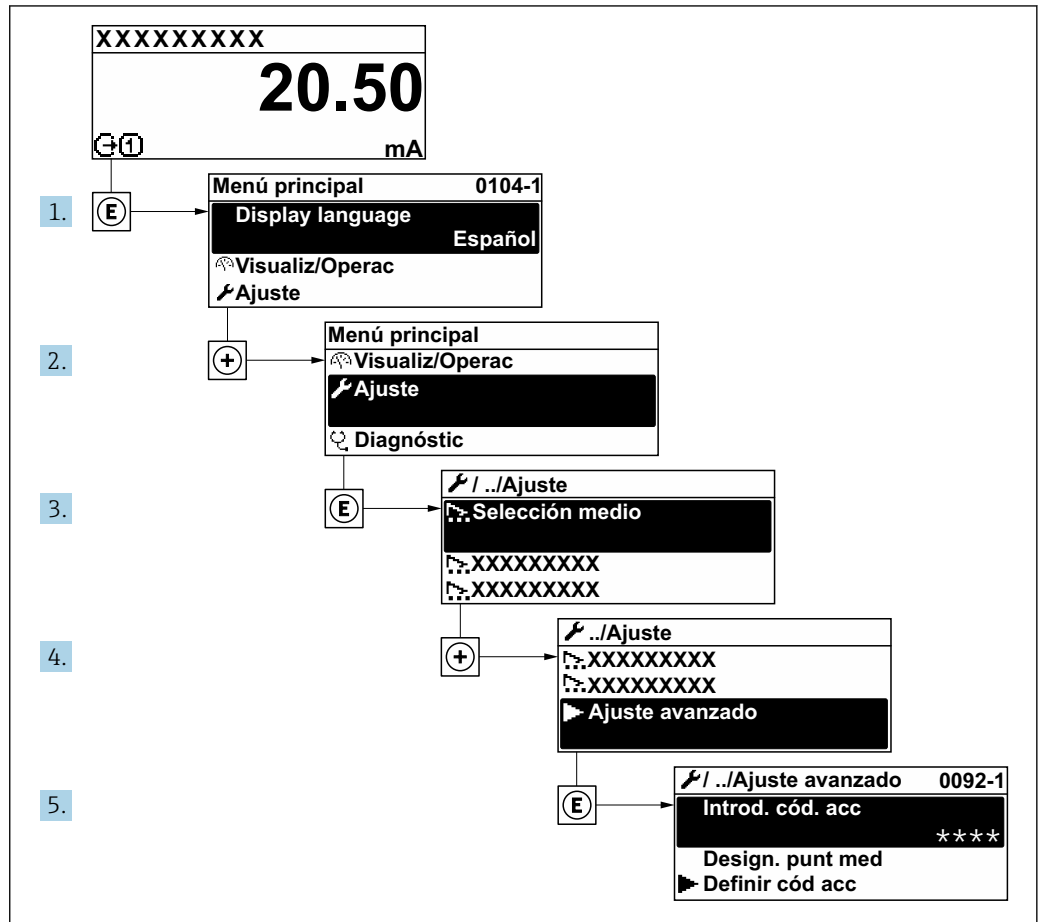 XXXXXXXXX
20.50
1
mA
1.
E
Menú principal 0104-1
Display language
Español
Visualiz/Operac
Ajuste
2.
+
Menú principal
Visualiz/Operac
Ajuste
Diagnóstic
3.
E
/ ../Ajuste
Selección medio
XXXXXXXXX
XXXXXXXXX
4.
+
../Ajuste
XXXXXXXXX
XXXXXXXXX
Ajuste avanzado
5.
E
/ ../Ajuste avanzado 0092-1
Introd. cód. acc
****
Design. punt med
Definir cód acc